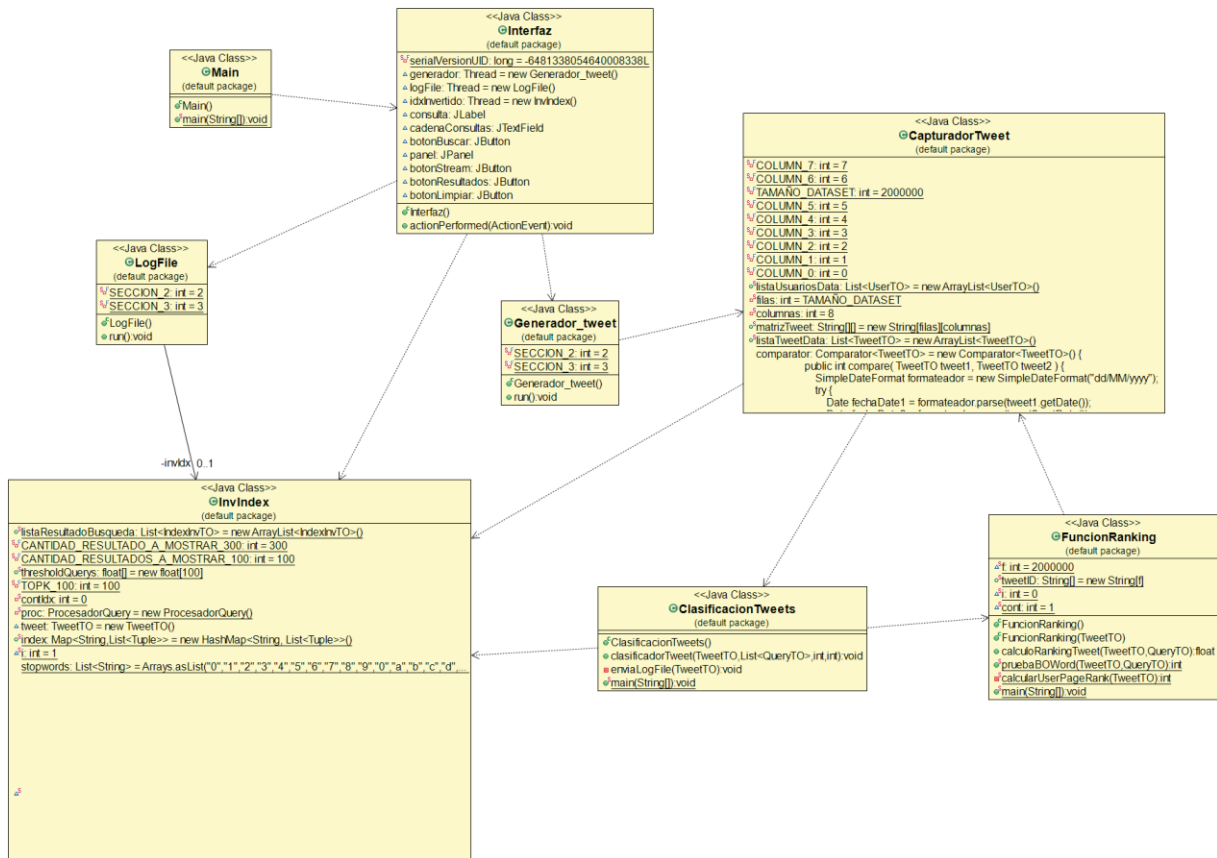 <<Java Class>>
Main
(default package)
Main()
main(String[]):void
<<Java Class>>
Interfaz
(default package)
serialVersionUID: long = -6481338054640008338L
generador: Thread = new Generador_tweet()
logFile: Thread = new LogFile()
idxInvertido: Thread = new InvIndex()
consulta: JLabel
cadenaConsultas: JTextField
botonBuscar: JButton
panel: JPanel
botonStream: JButton
botonResultados: JButton
botonLimpiar: JButton
Interfaz()
actionPerformed(ActionEvent):void
<<Java Class>>
CapturadorTweet
(default package)
COLUMN_7: int = 7
COLUMN_6: int = 6
TAMAÑO_DATASET: int = 2000000
COLUMN_5: int = 5
COLUMN_4: int = 4
COLUMN_3: int = 3
COLUMN_2: int = 2
COLUMN_1: int = 1
COLUMN_0: int = 0
listaUsuariosData: List<UserTO> = new ArrayList<UserTO>()
filas: int = TAMAÑO_DATASET
columnas: int = 8
matrizTweet: String[][] = new String[filas][columnas]
listaTweetData: List<TweetTO> = new ArrayList<TweetTO>()
comparator: Comparator<TweetTO> = new Comparator<TweetTO>() {
public int compare( TweetTO tweet1, TweetTO tweet2 ) {
SimpleDateFormat formateador = new SimpleDateFormat("dd/MM/yyyy");
try {
Date fechaDate1 = formateador.parse(tweet1.getDate());
<<Java Class>>
LogFile
(default package)
SECCION_2: int = 2
SECCION_3: int = 3
LogFile()
run():void
<<Java Class>>
Generador_tweet
(default package)
SECCION_2: int = 2
SECCION_3: int = 3
Generador_tweet()
run():void
-invIdx 0..1
<<Java Class>>
InvIndex
(default package)
listaResultadoBusqueda: List<IndexInvTO> = new ArrayList<IndexInvTO>()
CANTIDAD_RESULTADO_A_MOSTRAR_300: int = 300
CANTIDAD_RESULTADOS_A_MOSTRAR_100: int = 100
thresholdQuerys: float[] = new float[100]
TOPK_100: int = 100
contIdx: int = 0
proc: ProcesadorQuery = new ProcesadorQuery()
tweet: TweetTO = new TweetTO()
index: Map<String,List<Tuple>> = new HashMap<String, List<Tuple>>()
i: int = 1
stopwords: List<String> = Arrays.asList("0","1","2","3","4","5","6","7","8","9","0","a","b","c","d",...
<<Java Class>>
ClasificacionTweets
(default package)
ClasificacionTweets()
clasificadorTweet(TweetTO,List<QueryTO>,int,int):void
enviaLogFile(TweetTO):void
main(String[]):void
<<Java Class>>
FuncionRanking
(default package)
f: int = 2000000
tweetID: String[] = new String[f]
i: int = 0
cont: int = 1
FuncionRanking()
FuncionRanking(TweetTO)
calculoRankingTweet(TweetTO,QueryTO):float
pruebaBOWord(TweetTO,QueryTO):int
calcularUserPageRank(TweetTO):int
main(String[]):void